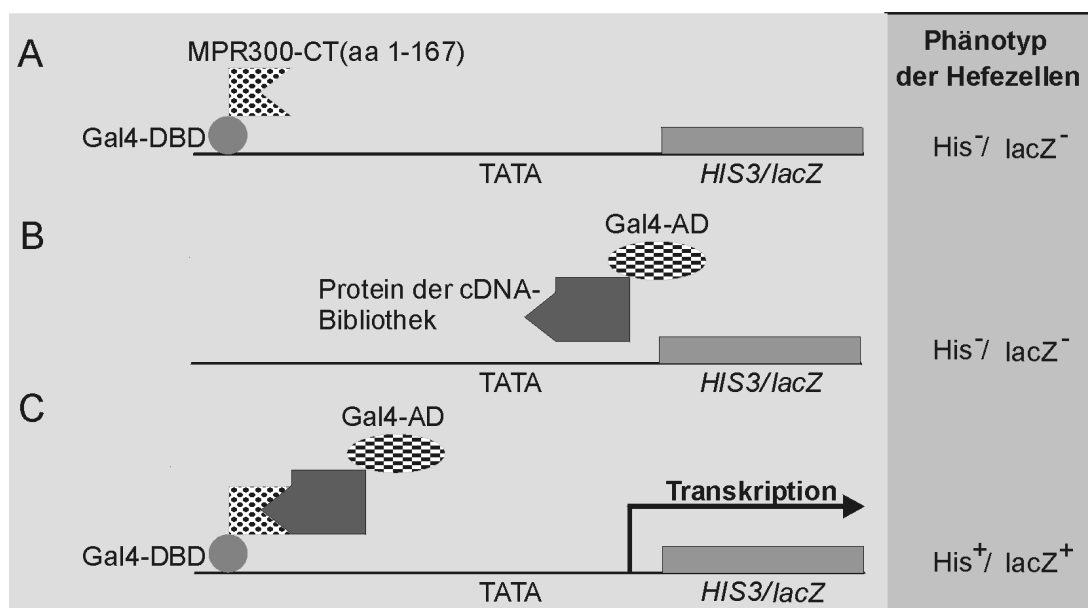 Phänotyp
der Hefezellen
A
MPR300-CT(aa 1-167)
Gal4-DBD
TATA
HIS3/lacZ
His⁻/ lacZ⁻
B
Gal4-AD
Protein der cDNA-
Bibliothek
TATA
HIS3/lacZ
His⁻/ lacZ⁻
C
Gal4-AD
Transkription
Gal4-DBD
TATA
HIS3/lacZ
His⁺/ lacZ⁺